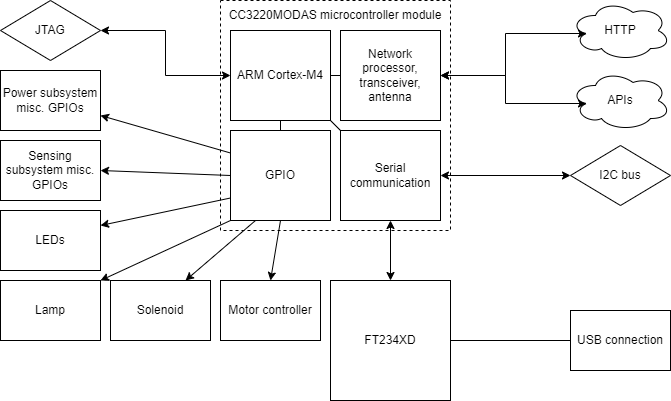 CC3220MODAS microcontroller module
JTAG
ARM Cortex-M4
Network
processor,
transceiver,
antenna
HTTP
APIs
Power subsystem
misc. GPIOs
Sensing
subsystem misc.
GPIOs
GPIO
Serial
communication
I2C bus
LEDs
Lamp
Solenoid
Motor controller
FT234XD
USB connection